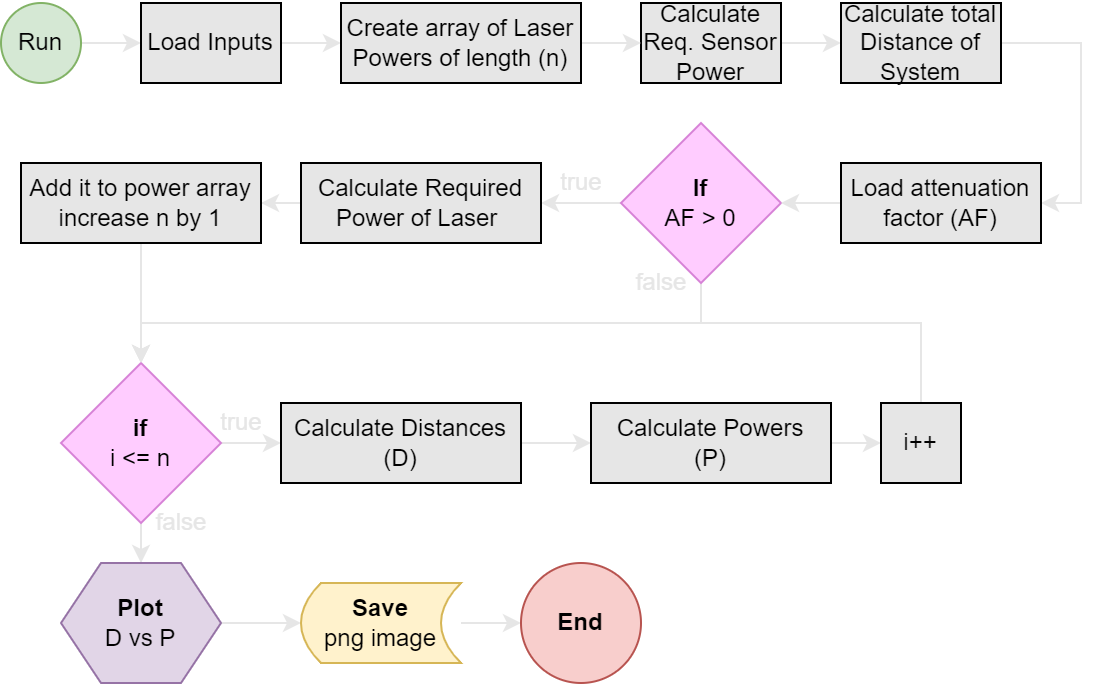 Run
Load Inputs
Create array of Laser
Powers of length (n)
Calculate
Req. Sensor
Power
Calculate total
Distance of
System
Add it to power array
increase n by 1
Calculate Required
Power of Laser
true
If
AF > 0
false
Load attenuation
factor (AF)
if
i <= n
true
false
Calculate Distances
(D)
Calculate Powers
(P)
i++
Plot
D vs P
Save
png image
End